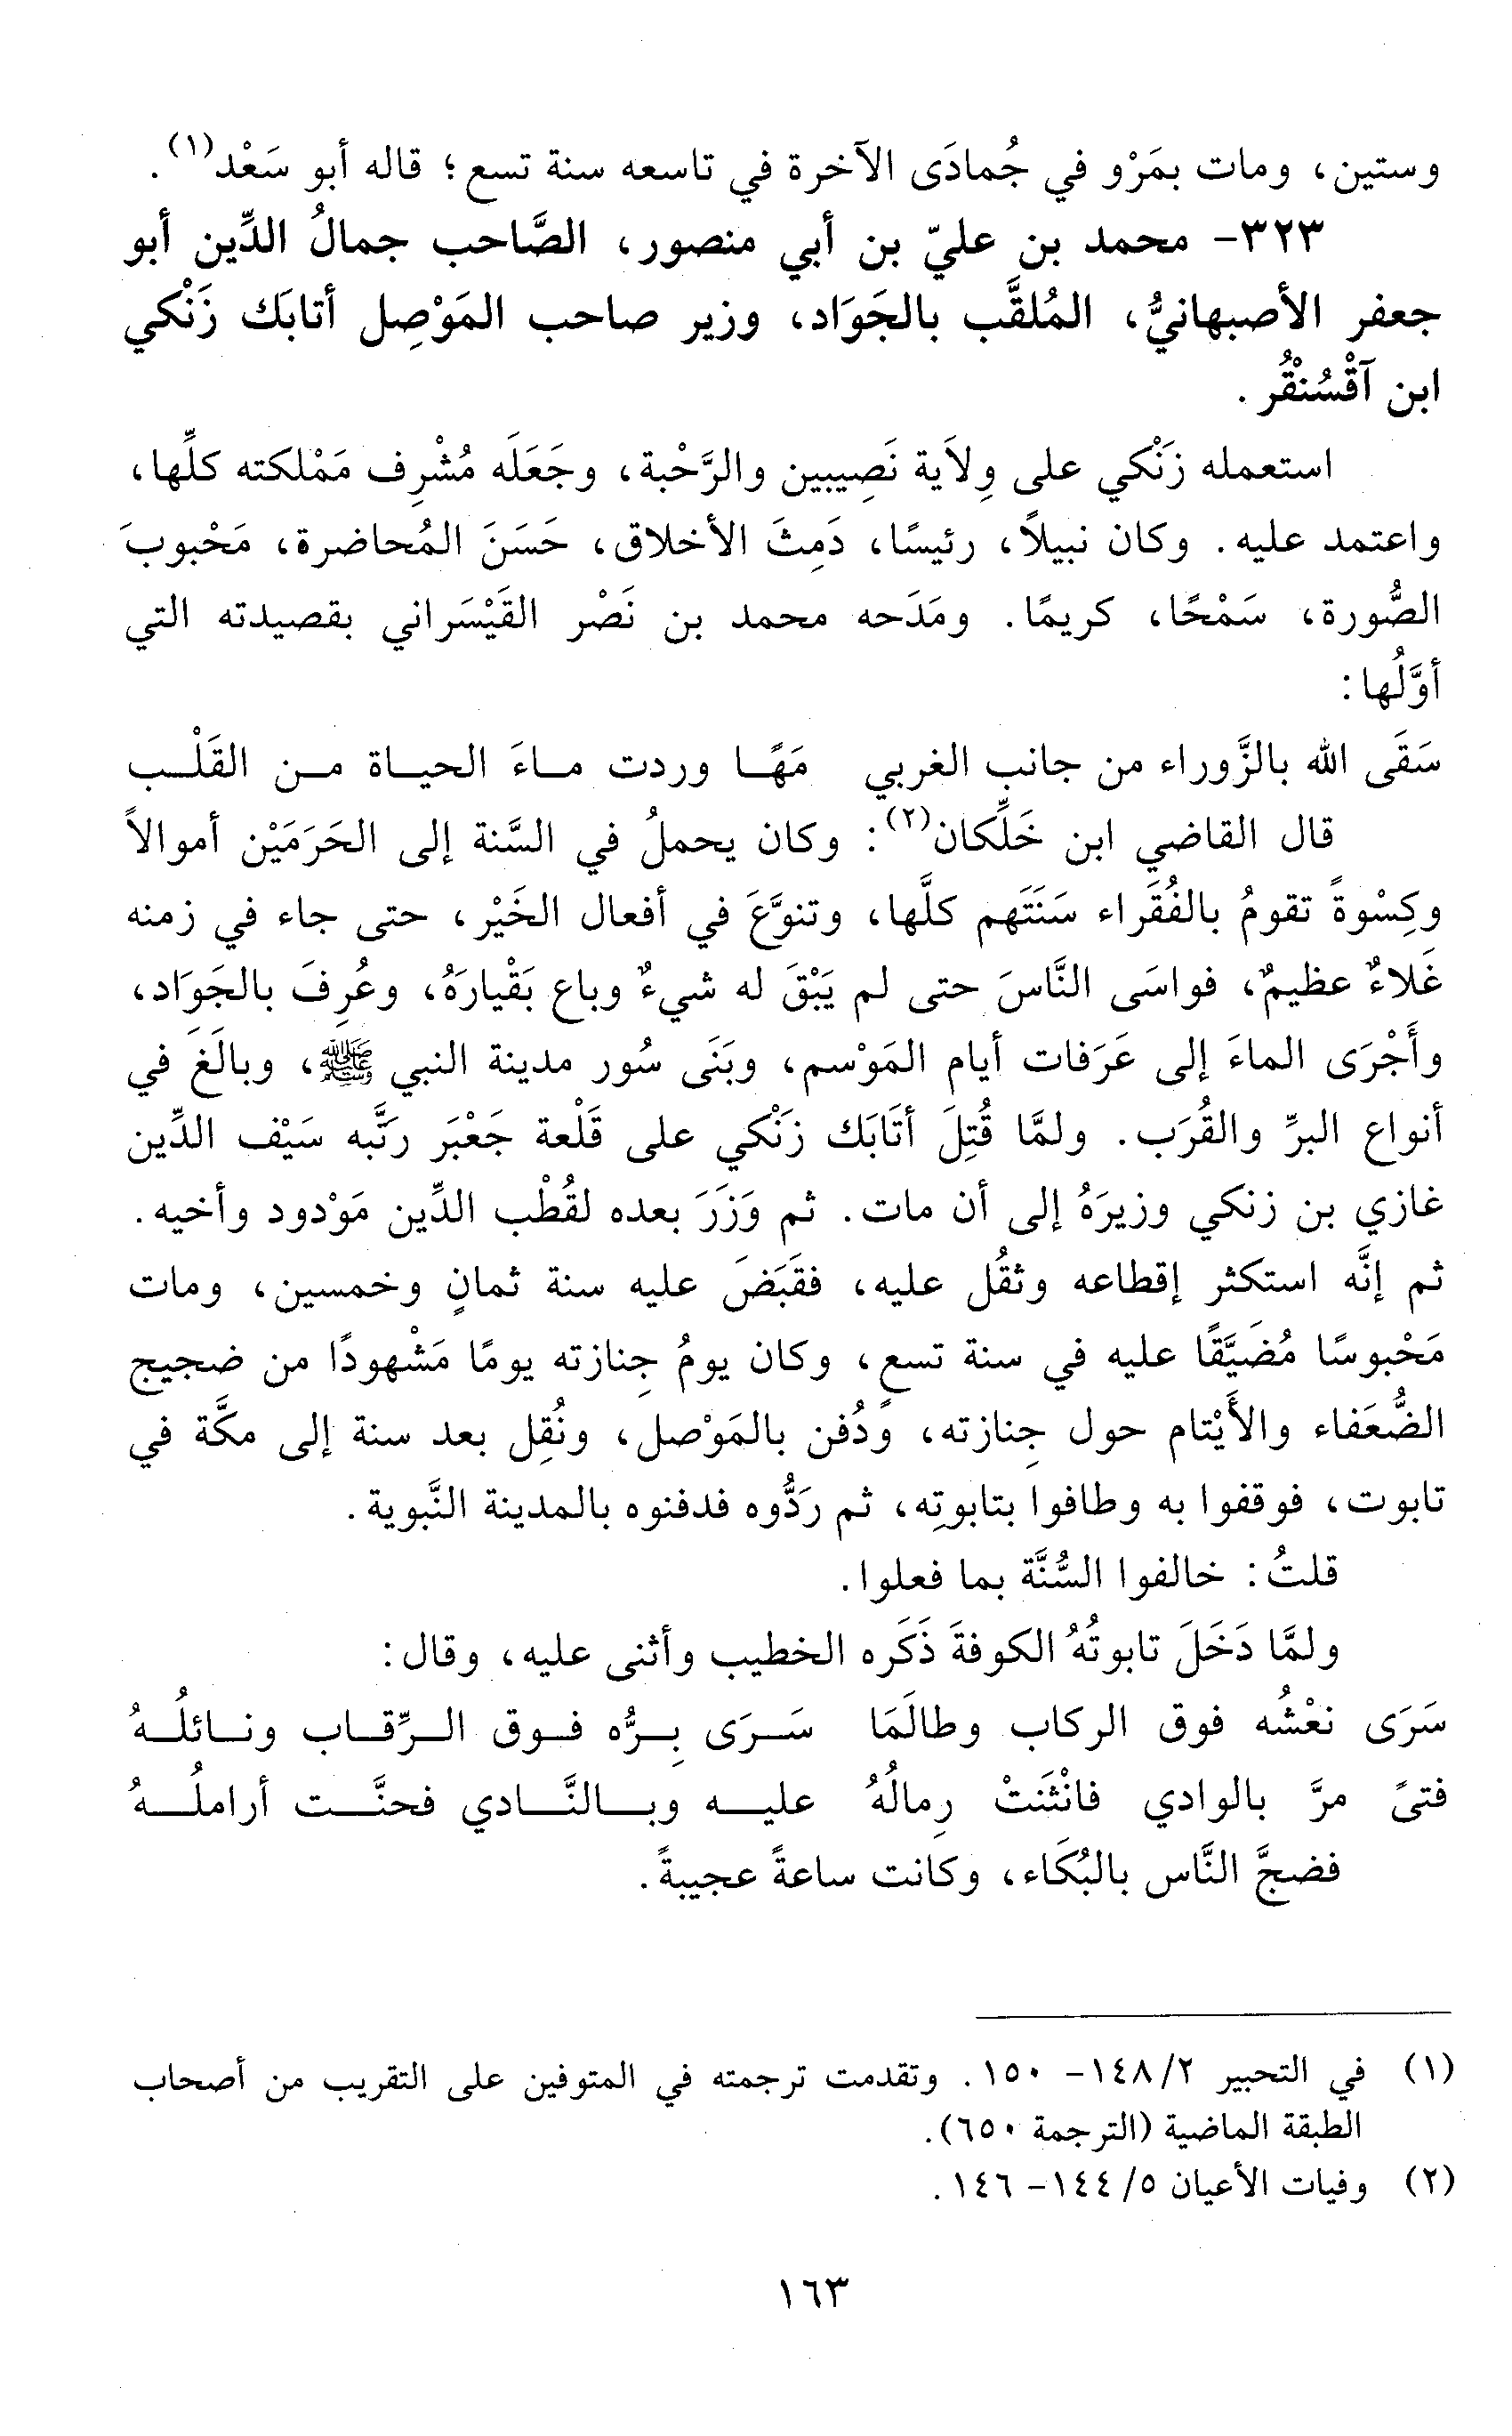 وستين، ومات بمَرْو في جُمادَى الآخرة في تاسعه سنة تسع؛ قاله أبو سَعْد(١).
٣٢٣- محمد بن عليّ بن أبي منصور، الصَّاحب جمالُ الدِّين أبو
جعفر الأصبهانيُّ، المُلقَّب بالجَوَاد، وزير صاحب المَوْصِل أتابَك زَنْكي
ابن آقْسُنْقُر.
استعمله زَنْكي على وِلاَية نَصِيبين والرَّحْبة، وجَعَلَه مُشْرِف مَمْلكته كلِّها،
واعتمد عليه. وكان نبيلاً، رئيسًا، دَمِثَ الأخلاق، حَسَنَ المُحاضرة، مَحْبوبَ
الصُّورة، سَمْحًا، كريمًا. ومَدَحه محمد بن نَصْر القَيْسَراني بقصيدته التي
أوَّلُها:
سَقَى الله بالزَّوراء من جانب الغربي مَهًا وردت ماءَ الحياة من القَلْب
قال القاضي ابن خَلِّكان(٢): وكان يحملُ في السَّنة إلى الحَرَمَيْن أموالاً
وكِسْوةً تقومُ بالفُقَراء سَنَتَهم كلَّها، وتنوَّعَ في أفعال الخَيْر، حتى جاء في زمنه
غَلاءٌ عظيمٌ، فواسَى النَّاسَ حتى لم يَبْقَ له شيءٌ وباع بَقْيارَهُ، وعُرِفَ بالجَوَاد،
وأَجْرَى الماءَ إلى عَرَفات أيام المَوْسم، وبَنَى سُور مدينة النبي ﷺ، وبالَغَ في
أنواع البرِّ والقُرَب. ولمَّا قُتِلَ أتَابَك زَنْكي على قَلْعة جَعْبَر رَتَّبه سَيْف الدِّين
غازي بن زنكي وزيرَهُ إلى أن مات. ثم وَزَرَ بعده لقُطْب الدِّين مَوْدود وأخيه.
ثم إنَّه استكثر إقطاعه وثقُل عليه، فقَبَضَ عليه سنة ثمانٍ وخمسين، ومات
مَحْبوسًا مُضَيَّقًا عليه في سنة تسعٍ، وكان يومُ جِنازته يومًا مَشْهودًا من ضجيج
الضُّعَفاء والأَيْتام حول جِنازته، ودُفن بالمَوْصل، ونُقِل بعد سنة إلى مكَّة في
تابوت، فوقفوا به وطافوا بتابوتِه، ثم رَدُّوه فدفنوه بالمدينة النَّبوية.
قلتُ: خالفوا السُّنَّة بما فعلوا.
ولمَّا دَخَلَ تابوتُهُ الكوفةَ ذَكَره الخطيب وأثنى عليه، وقال:
سَرَى نعْشُه فوق الركاب وطالَمَا سَرَى بِرُّه فوق الرِّقاب ونائلُهُ
فتىً مرَّ بالوادي فانْثَنَتْ رِمالُهُ عليه وبالنَّادي فحنَّت أراملُهُ
فضجَّ النَّاس بالبُكَاء، وكانت ساعةً عجيبةً.
(١) في التحبير ٢/ ١٤٨- ١٥٠. وتقدمت ترجمته في المتوفين على التقريب من أصحاب
الطبقة الماضية (الترجمة ٦٥٠).
(٢) وفيات الأعيان ٥/ ١٤٤- ١٤٦.
١٦٣